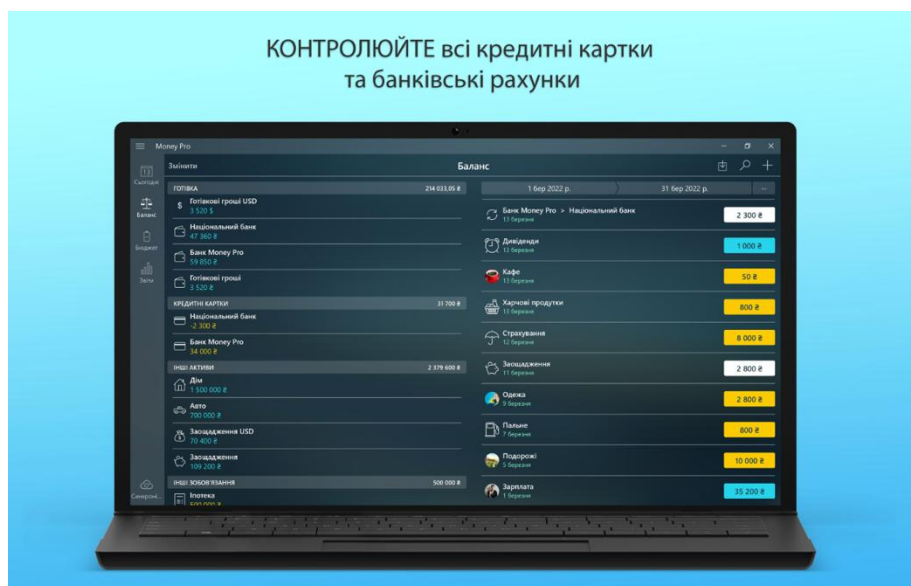 КОНТРОЛЮЙТЕ всі кредитні картки
та банківські рахунки
Money Pro
Змінити
Баланс
Сьогодні
Баланс
Бюджет
Звіти
Синхроні...
ГОТІВКА 214 033,05 ₴
Готівкові гроші USD
3 520 $
Національний банк
47 360 ₴
Банк Money Pro
59 850 ₴
Готівкові гроші
3 520 ₴
КРЕДИТНІ КАРТКИ 31 700 ₴
Національний банк
-2 300 ₴
Банк Money Pro
34 000 ₴
ІНШІ АКТИВИ 2 379 600 ₴
Дім
1 500 000 ₴
Авто
700 000 ₴
Заощадження USD
70 400 ₴
Заощадження
109 200 ₴
ІНШІ ЗОБОВ'ЯЗАННЯ 500 000 ₴
Іпотека
500 000 ₴
1 бер 2022 р. 31 бер 2022 р.
Банк Money Pro > Національний банк
13 березня
2 300 ₴
Дивіденди
13 березня
1 000 ₴
Кафе
13 березня
50 ₴
Харчові продутки
13 березня
800 ₴
Страхування
12 березня
8 000 ₴
Заощадження
11 березня
2 800 ₴
Одежа
9 березня
2 800 ₴
Пальне
7 березня
800 ₴
Подорожі
5 березня
10 000 ₴
Зарплата
1 березня
35 200 ₴